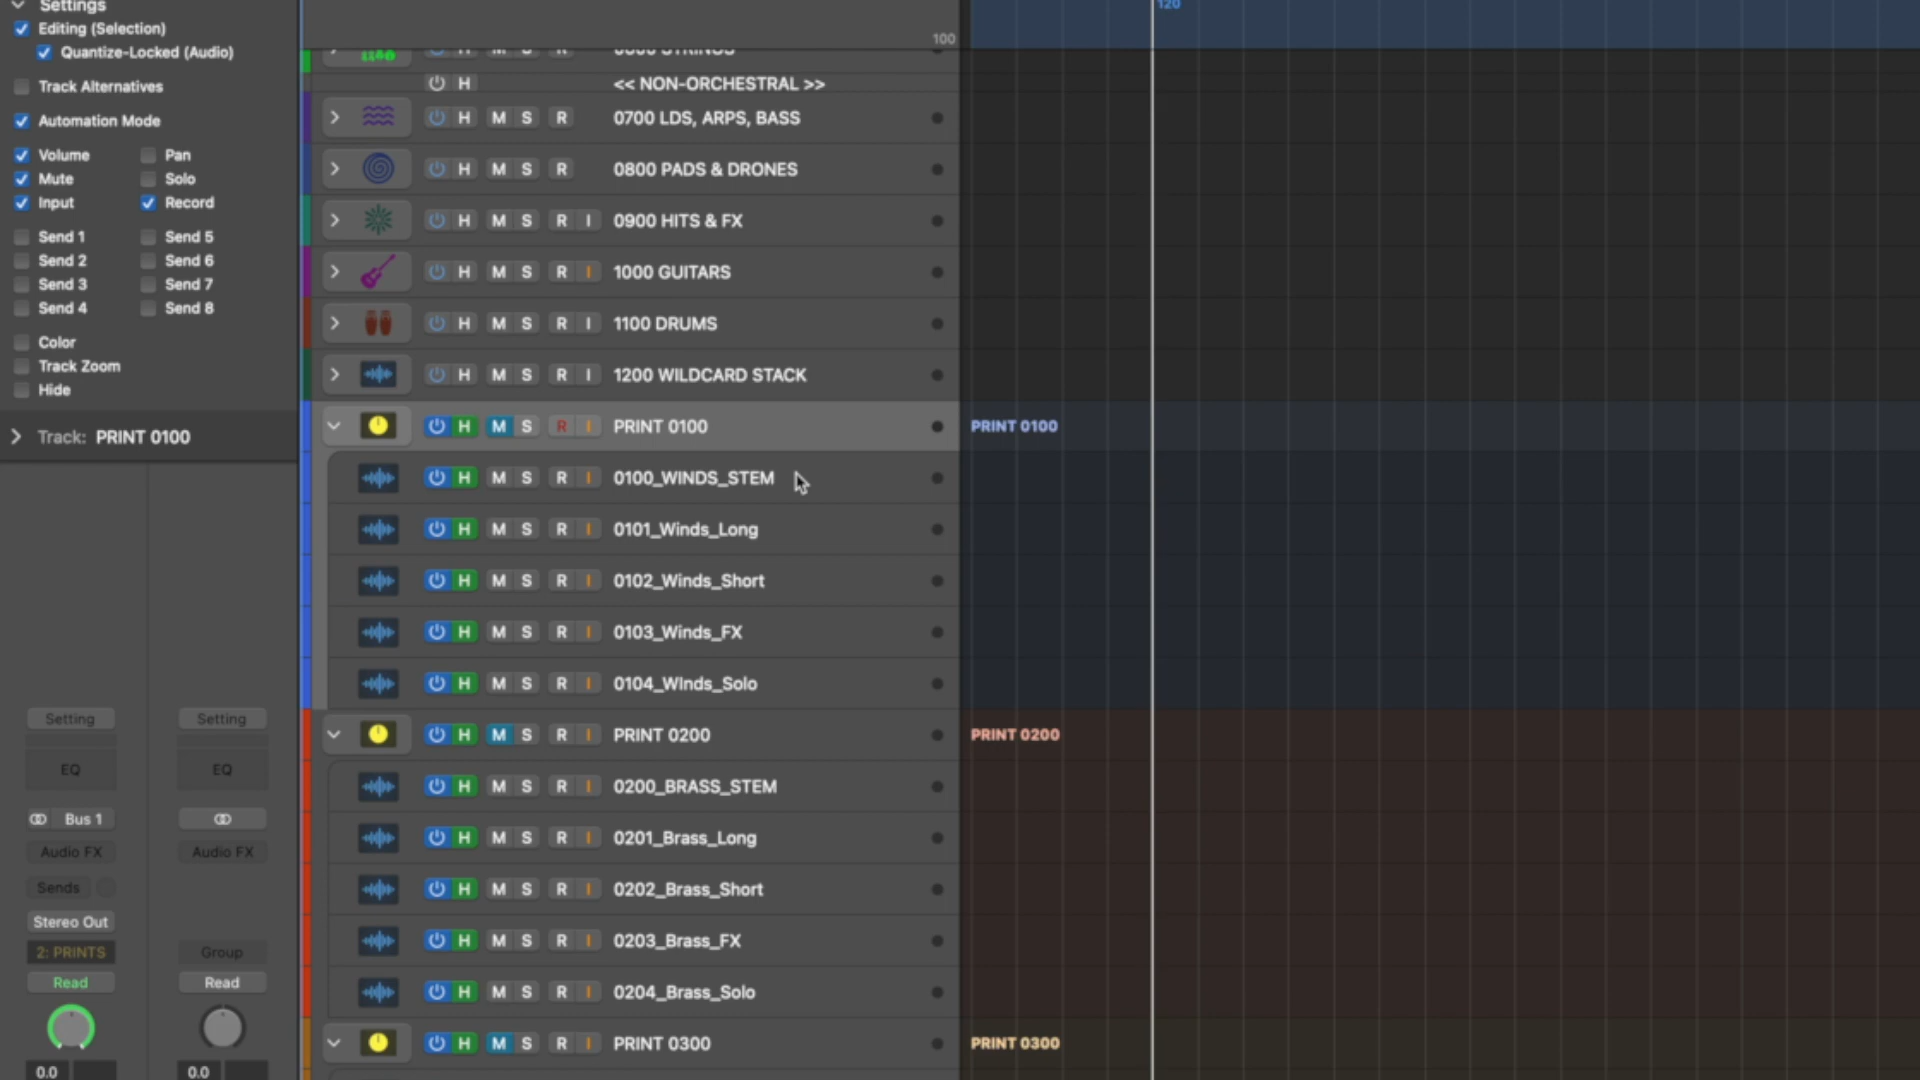 Settings
120
Editing (Selection)
100
Quantize-Locked (Audio)
H M S R 0600 STRINGS
H << NON-ORCHESTRAL >>
Track Alternatives
H M S R 0700 LDS, ARPS, BASS
Automation Mode
Volume Pan
H M S R 0800 PADS & DRONES
Mute Solo
Input Record
H M S R I 0900 HITS & FX
Send 1 Send 5
Send 2 Send 6
H M S R I 1000 GUITARS
Send 3 Send 7
Send 4 Send 8
H M S R I 1100 DRUMS
Color
Track Zoom
H M S R I 1200 WILDCARD STACK
Hide
H M S R I PRINT 0100 PRINT 0100
Track: PRINT 0100
H M S R I 0100_WINDS_STEM
H M S R I 0101_Winds_Long
H M S R I 0102_Winds_Short
H M S R I 0103_Winds_FX
H M S R I 0104_WInds_Solo
Setting Setting
H M S R I PRINT 0200 PRINT 0200
EQ EQ
H M S R I 0200_BRASS_STEM
Bus 1
H M S R I 0201_Brass_Long
Audio FX Audio FX
Sends
H M S R I 0202_Brass_Short
Stereo Out
H M S R I 0203_Brass_FX
2: PRINTS Group
Read Read
H M S R I 0204_Brass_Solo
H M S R I PRINT 0300 PRINT 0300
0.0 0.0